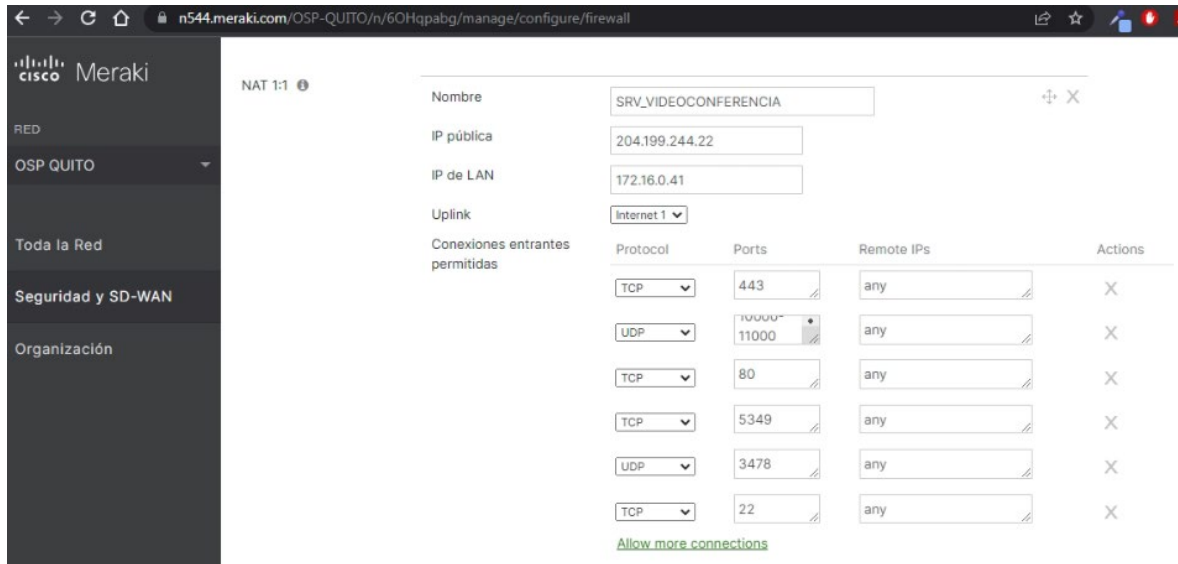 n544.meraki.com/OSP-QUITO/n/6OHqpabg/manage/configure/firewall
cisco Meraki
RED
OSP QUITO
Toda la Red
Seguridad y SD-WAN
Organización
NAT 1:1
Nombre SRV_VIDEOCONFERENCIA
IP pública 204.199.244.22
IP de LAN 172.16.0.41
Uplink Internet 1
Conexiones entrantes
permitidas
Protocol Ports Remote IPs Actions
TCP 443 any X
UDP 10000-
11000 any X
TCP 80 any X
TCP 5349 any X
UDP 3478 any X
TCP 22 any X
Allow more connections